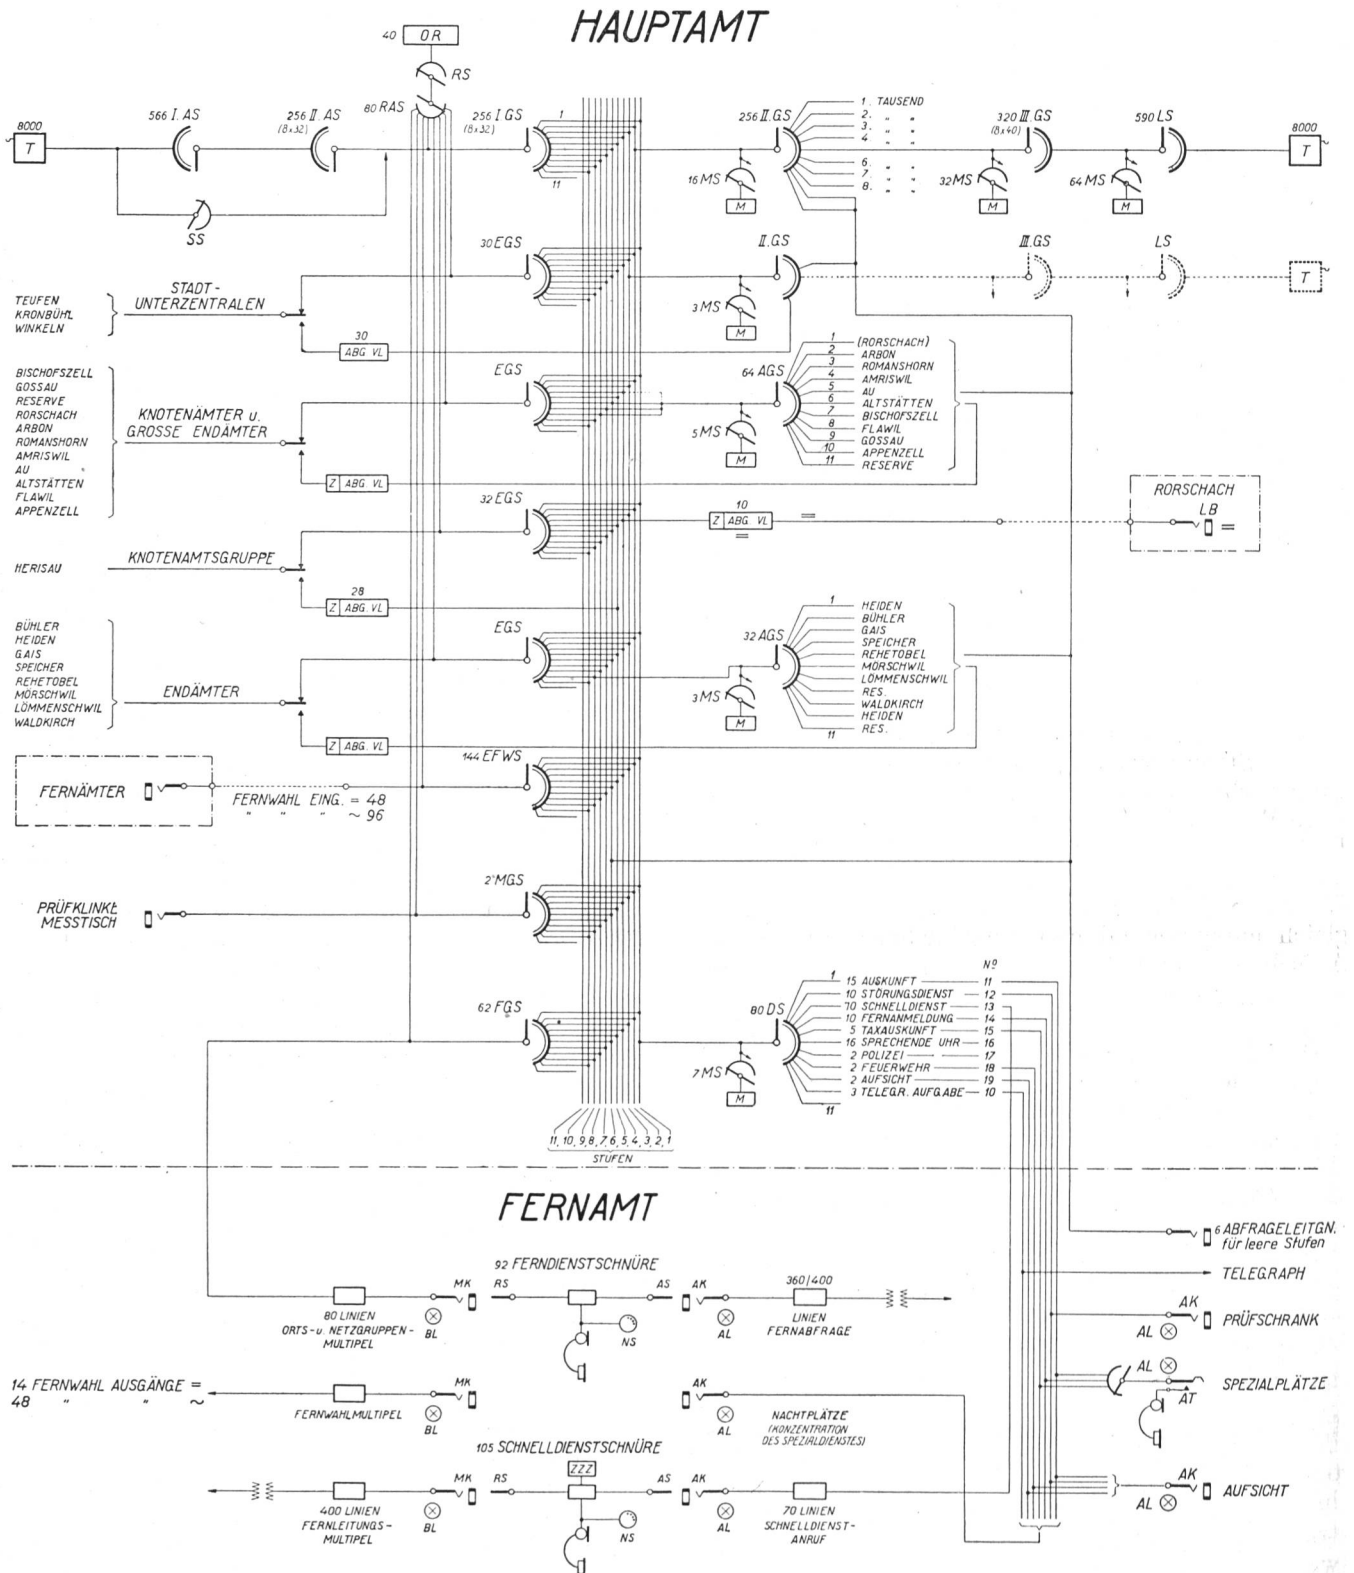 HAUPTAMT
40 OR
RS
80 RAS
8000
T
566 I. AS
256 II. AS
(8x32)
SS
256 I GS
(8x32)
1
11
16 MS
M
256 II. GS
1. TAUSEND
2. " "
3. " "
4. " "
6. " "
7. " "
8. " "
32 MS
M
320 III. GS
(8x40)
64 MS
M
590 LS
8000
T
STADT-
UNTERZENTRALEN
TEUFEN
KRONBÜHL
WINKELN
30
ABG. VL
30 EGS
3 MS
M
II. GS
III. GS
LS
T
BISCHOFSZELL
GOSSAU
RESERVE
RORSCHACH
ARBON
ROMANSHORN
AMRISWIL
AU
ALTSTÄTTEN
FLAWIL
APPENZELL
KNOTENÄMTER u.
GROSSE ENDÄMTER
Z ABG. VL
EGS
5 MS
M
64 AGS
1 (RORSCHACH)
2 ARBON
3 ROMANSHORN
4 AMRISWIL
5 AU
6 ALTSTÄTTEN
7 BISCHOFSZELL
8 FLAWIL
9 GOSSAU
10 APPENZELL
11 RESERVE
32 EGS
HERISAU
KNOTENAMTSGRUPPE
28
Z ABG. VL
10
Z ABG. VL =
=
RORSCHACH
LB
=
BÜHLER
HEIDEN
GAIS
SPEICHER
REHETOBEL
MÖRSCHWIL
LÖMMENSCHWIL
WALDKIRCH
ENDÄMTER
Z ABG. VL
EGS
3 MS
M
32 AGS
1 HEIDEN
BÜHLER
GAIS
SPEICHER
REHETOBEL
MÖRSCHWIL
LÖMMENSCHWIL
RES.
WALDKIRCH
HEIDEN
11 RES.
144 EFWS
FERNÄMTER
FERNWAHL EING. = 48
" " " ~ 96
2 MGS
PRÜFKLINKE
MESSTISCH
62 FGS
7 MS
M
80 DS
No
1 15 AUSKUNFT 11
10 STÖRUNGSDIENST 12
70 SCHNELLDIENST 13
10 FERNANMELDUNG 14
5 TAXAUSKUNFT 15
16 SPRECHENDE UHR 16
2 POLIZEI 17
2 FEUERWEHR 18
2 AUFSICHT 19
3 TELEGR. AUFGABE 10
11
11, 10, 9, 8, 7, 6, 5, 4, 3, 2, 1
STUFEN
FERNAMT
6 ABFRAGELEITGN.
für leere Stufen
TELEGRAPH
92 FERNDIENSTSCHNÜRE
MK RS AS AK
360/400
80 LINIEN
ORTS- u. NETZGRUPPEN-
MULTIPEL
BL
NS
AL
LINIEN
FERNABFRAGE
AK
AL
PRÜFSCHRANK
14 FERNWAHL AUSGÄNGE =
48 " " ~
MK
FERNWAHLMULTIPEL
BL
AK
AL
NACHTPLÄTZE
(KONZENTRATION
DES SPEZIALDIENSTES)
AL
AT
SPEZIALPLÄTZE
105 SCHNELLDIENSTSCHNÜRE
ZZZ
MK RS AS AK
400 LINIEN
FERNLEITUNGS-
MULTIPEL
BL
NS
AL
70 LINIEN
SCHNELLDIENST-
ANRUF
AK
AL
AUFSICHT